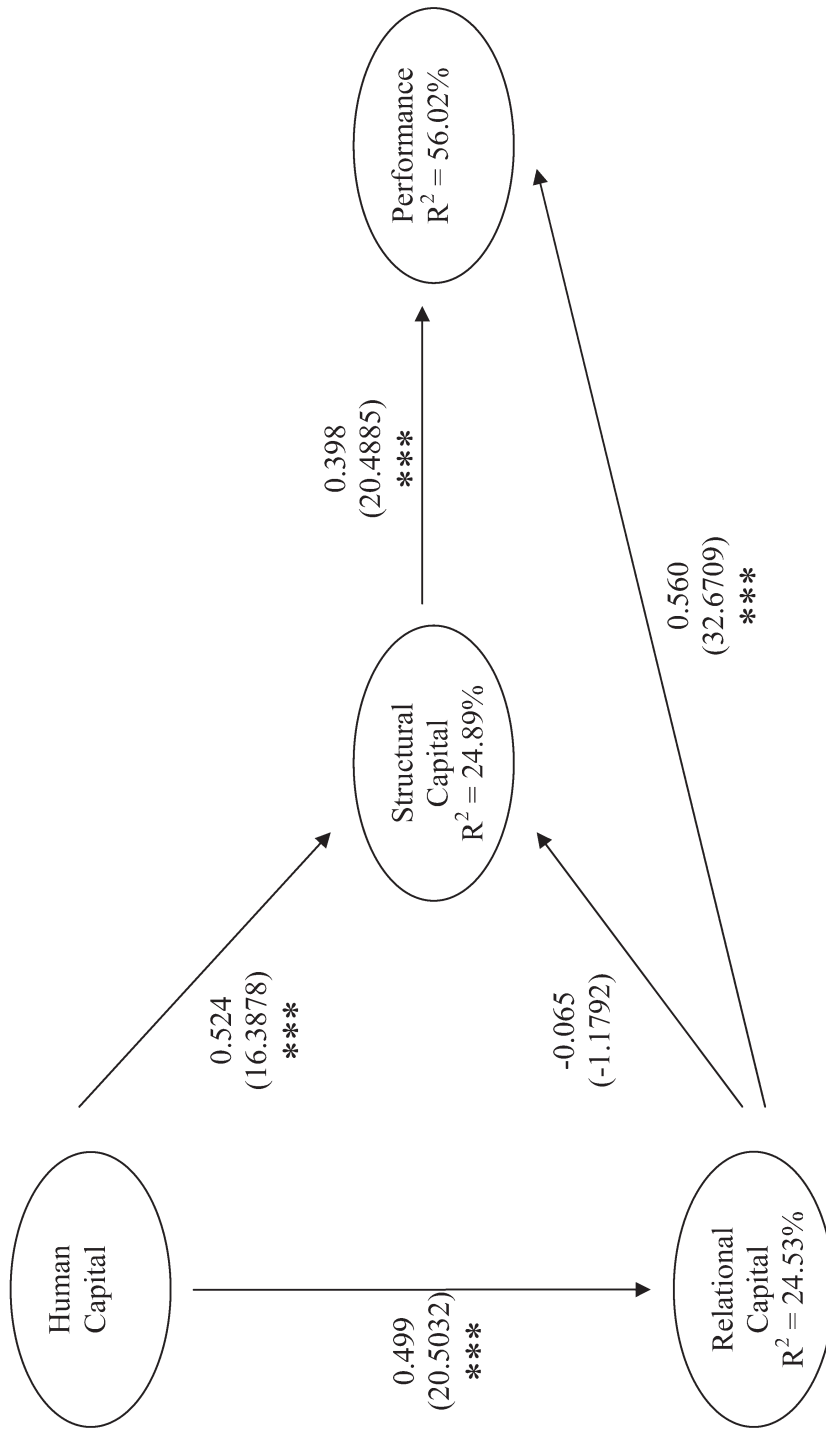 Human
Capital
0.499
(20.5032)
***
Relational
Capital
R² = 24.53%
0.524
(16.3878)
***
-0.065
(-1.1792)
Structural
Capital
R² = 24.89%
0.398
(20.4885)
***
0.560
(32.6709)
***
Performance
R² = 56.02%